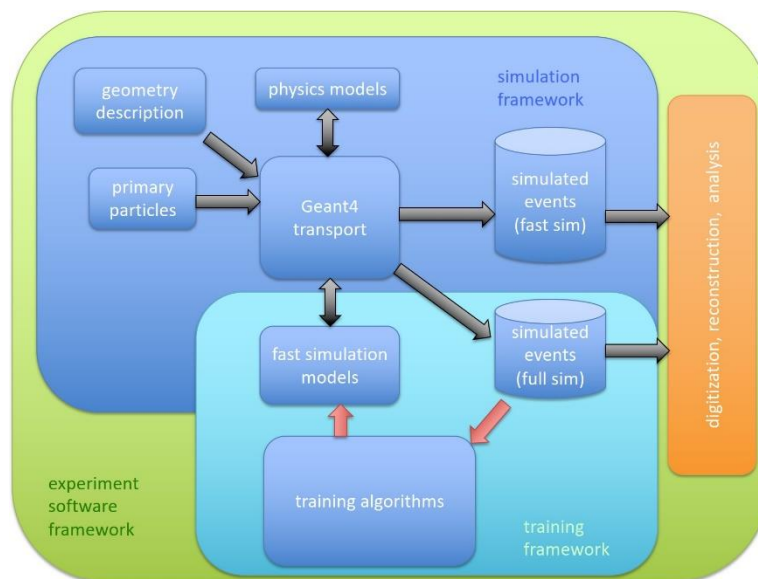 geometry
description
physics models
simulation
framework
primary
particles
Geant4
transport
simulated
events
(fast sim)
fast simulation
models
simulated
events
(full sim)
digitization, reconstruction, analysis
training algorithms
experiment
software
framework
training
framework